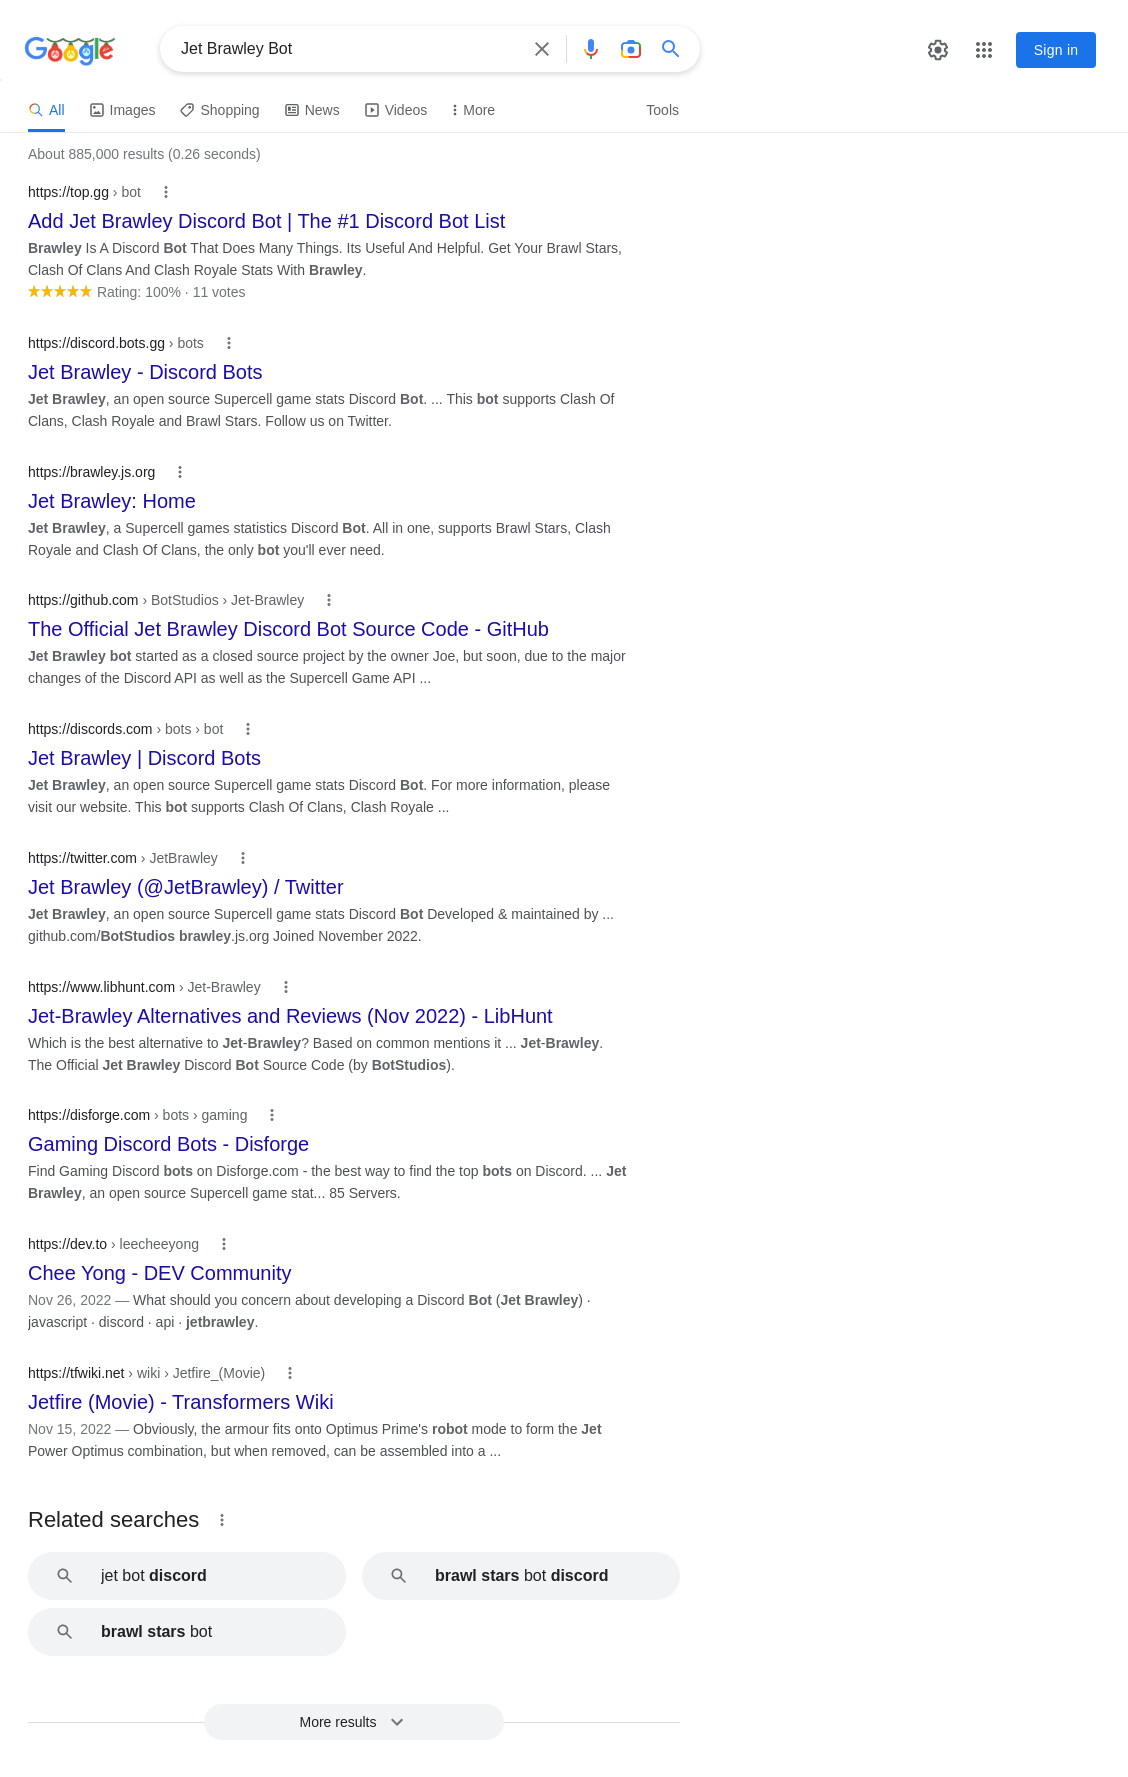 Google
Jet Brawley Bot
Sign in
All Images Shopping News Videos More Tools
About 885,000 results (0.26 seconds)
https://top.gg › bot
Add Jet Brawley Discord Bot | The #1 Discord Bot List
Brawley Is A Discord Bot That Does Many Things. Its Useful And Helpful. Get Your Brawl Stars,
Clash Of Clans And Clash Royale Stats With Brawley.
Rating: 100% · 11 votes
https://discord.bots.gg › bots
Jet Brawley - Discord Bots
Jet Brawley, an open source Supercell game stats Discord Bot. ... This bot supports Clash Of
Clans, Clash Royale and Brawl Stars. Follow us on Twitter.
https://brawley.js.org
Jet Brawley: Home
Jet Brawley, a Supercell games statistics Discord Bot. All in one, supports Brawl Stars, Clash
Royale and Clash Of Clans, the only bot you'll ever need.
https://github.com › BotStudios › Jet-Brawley
The Official Jet Brawley Discord Bot Source Code - GitHub
Jet Brawley bot started as a closed source project by the owner Joe, but soon, due to the major
changes of the Discord API as well as the Supercell Game API ...
https://discords.com › bots › bot
Jet Brawley | Discord Bots
Jet Brawley, an open source Supercell game stats Discord Bot. For more information, please
visit our website. This bot supports Clash Of Clans, Clash Royale ...
https://twitter.com › JetBrawley
Jet Brawley (@JetBrawley) / Twitter
Jet Brawley, an open source Supercell game stats Discord Bot Developed & maintained by ...
github.com/BotStudios brawley.js.org Joined November 2022.
https://www.libhunt.com › Jet-Brawley
Jet-Brawley Alternatives and Reviews (Nov 2022) - LibHunt
Which is the best alternative to Jet-Brawley? Based on common mentions it ... Jet-Brawley.
The Official Jet Brawley Discord Bot Source Code (by BotStudios).
https://disforge.com › bots › gaming
Gaming Discord Bots - Disforge
Find Gaming Discord bots on Disforge.com - the best way to find the top bots on Discord. ... Jet
Brawley, an open source Supercell game stat... 85 Servers.
https://dev.to › leecheeyong
Chee Yong - DEV Community
Nov 26, 2022 — What should you concern about developing a Discord Bot (Jet Brawley) ·
javascript · discord · api · jetbrawley.
https://tfwiki.net › wiki › Jetfire_(Movie)
Jetfire (Movie) - Transformers Wiki
Nov 15, 2022 — Obviously, the armour fits onto Optimus Prime's robot mode to form the Jet
Power Optimus combination, but when removed, can be assembled into a ...
Related searches
jet bot discord
brawl stars bot discord
brawl stars bot
More results